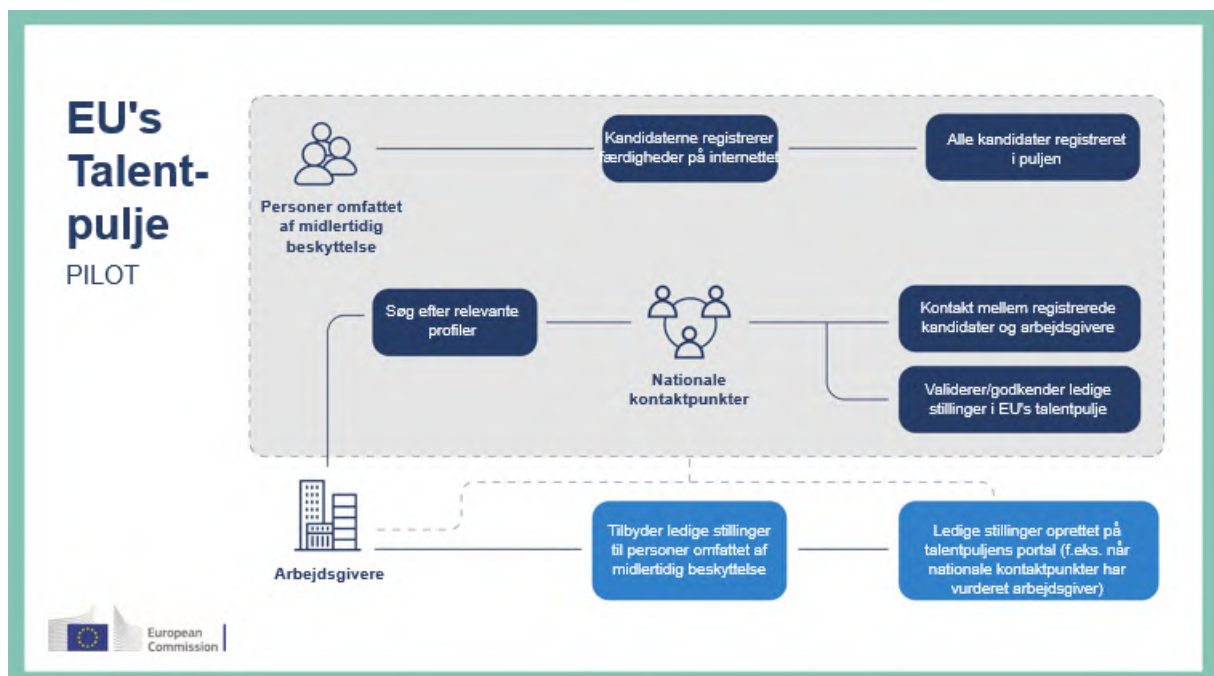 EU's
Talent-
pulje
PILOT
Personer omfattet
af midlertidig
beskyttelse
Kandidaterne registrerer
færdigheder på internettet
Alle kandidater registreret
i puljen
Søg efter relevante
profiler
Nationale
kontaktpunkter
Kontakt mellem registrerede
kandidater og arbejdsgivere
Validerer/godkender ledige
stillinger i EU's talentpulje
Arbejdsgivere
Tilbyder ledige stillinger
til personer omfattet af
midlertidig beskyttelse
Ledige stillinger oprettet på
talentpuljens portal (f.eks. når
nationale kontaktpunkter har
vurderet arbejdsgiver)
European
Commission